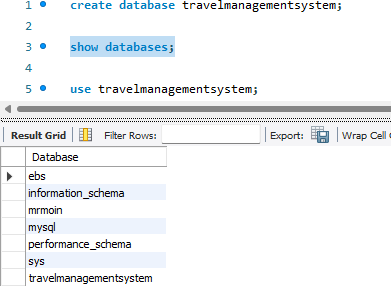 1 create database travelmanagementsystem;
2
3 show databases;
4
5 use travelmanagementsystem;
Result Grid Filter Rows: Export: Wrap Cell C
Database
ebs
information_schema
mrmoin
mysql
performance_schema
sys
travelmanagementsystem